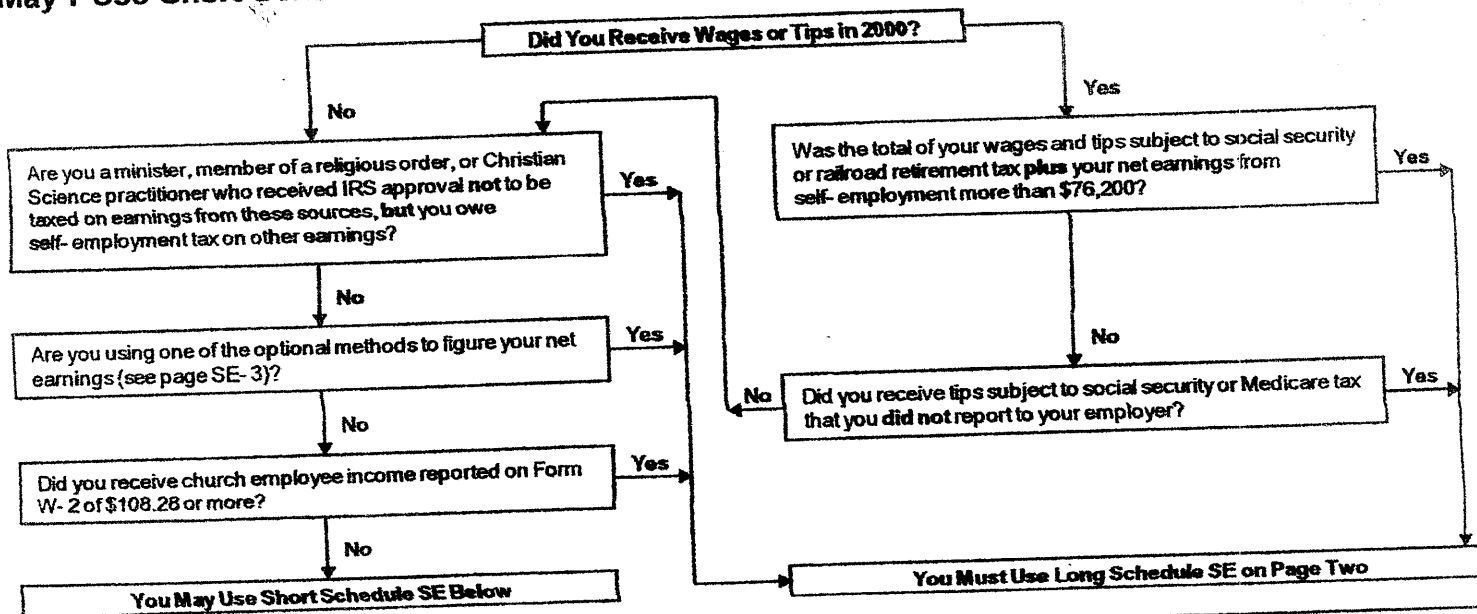 May I Use Short
Did You Receive Wages or Tips in 2000?
No
Yes
Are you a minister, member of a religious order, or Christian
Science practitioner who received IRS approval not to be
taxed on earnings from these sources, but you owe
self- employment tax on other earnings?
Yes
Was the total of your wages and tips subject to social security
or railroad retirement tax plus your net earnings from
self- employment more than $76,200?
Yes
No
No
Are you using one of the optional methods to figure your net
earnings (see page SE- 3)?
Yes
No
Did you receive tips subject to social security or Medicare tax
that you did not report to your employer?
Yes
No
Did you receive church employee income reported on Form
W- 2 of $108.28 or more?
Yes
No
You May Use Short Schedule SE Below
You Must Use Long Schedule SE on Page Two